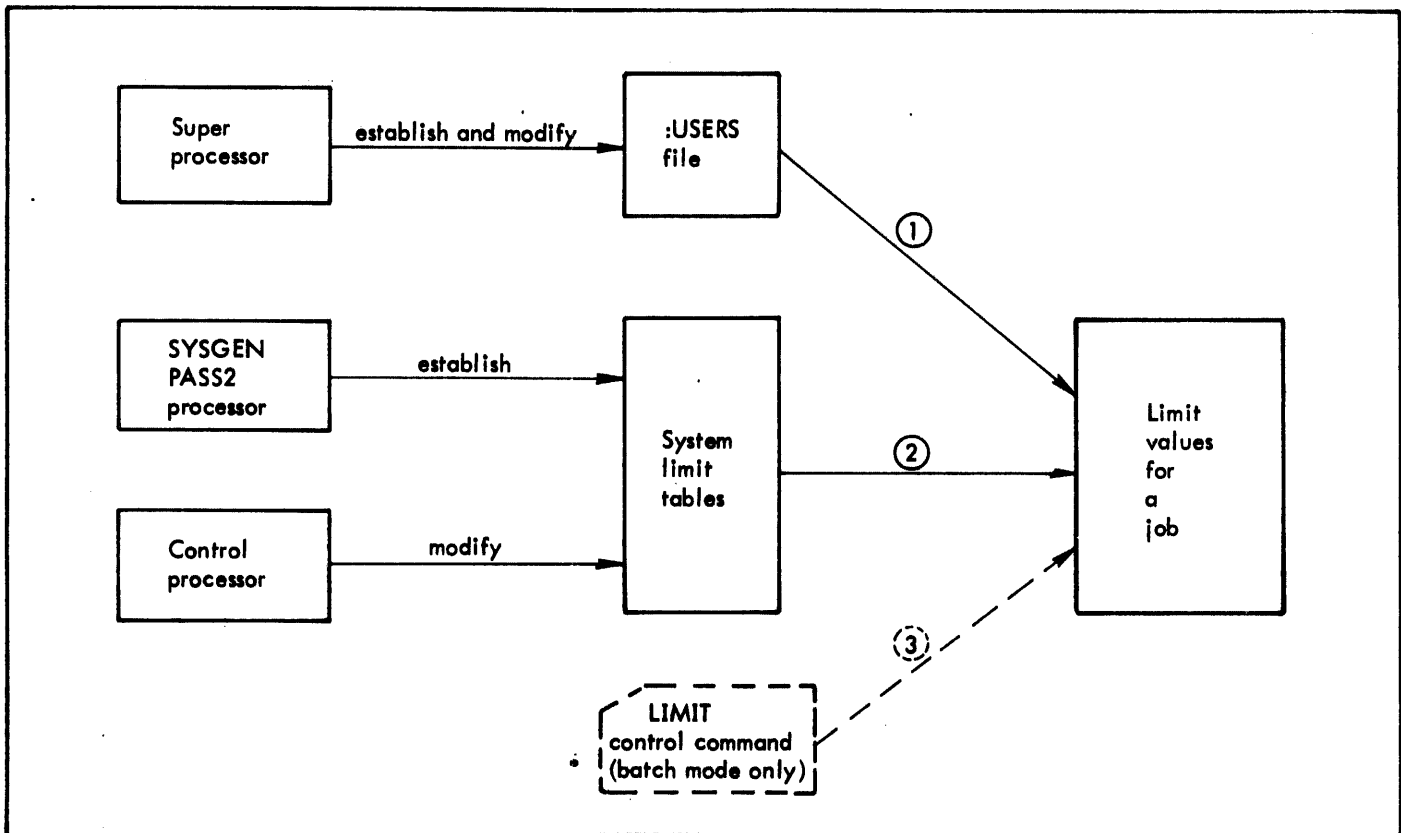 Super
processor
establish and modify
:USERS
file
1
SYSGEN
PASS2
processor
establish
System
limit
tables
2
Limit
values
for
a
job
Control
processor
modify
3
LIMIT
control command
(batch mode only)